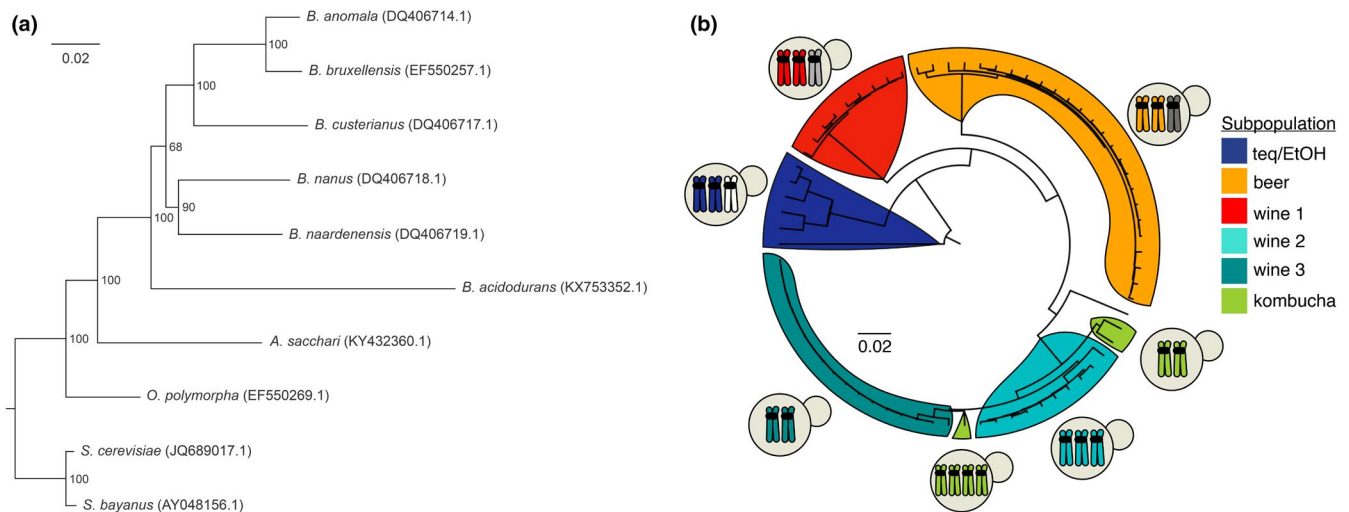 (a)
0.02
B. anomala (DQ406714.1)
100
B. bruxellensis (EF550257.1)
100
B. custerianus (DQ406717.1)
68
B. nanus (DQ406718.1)
90
100
B. naardenensis (DQ406719.1)
100
B. acidodurans (KX753352.1)
100
A. sacchari (KY432360.1)
O. polymorpha (EF550269.1)
S. cerevisiae (JQ689017.1)
100
S. bayanus (AY048156.1)
(b)
0.02
Subpopulation
teq/EtOH
beer
wine 1
wine 2
wine 3
kombucha